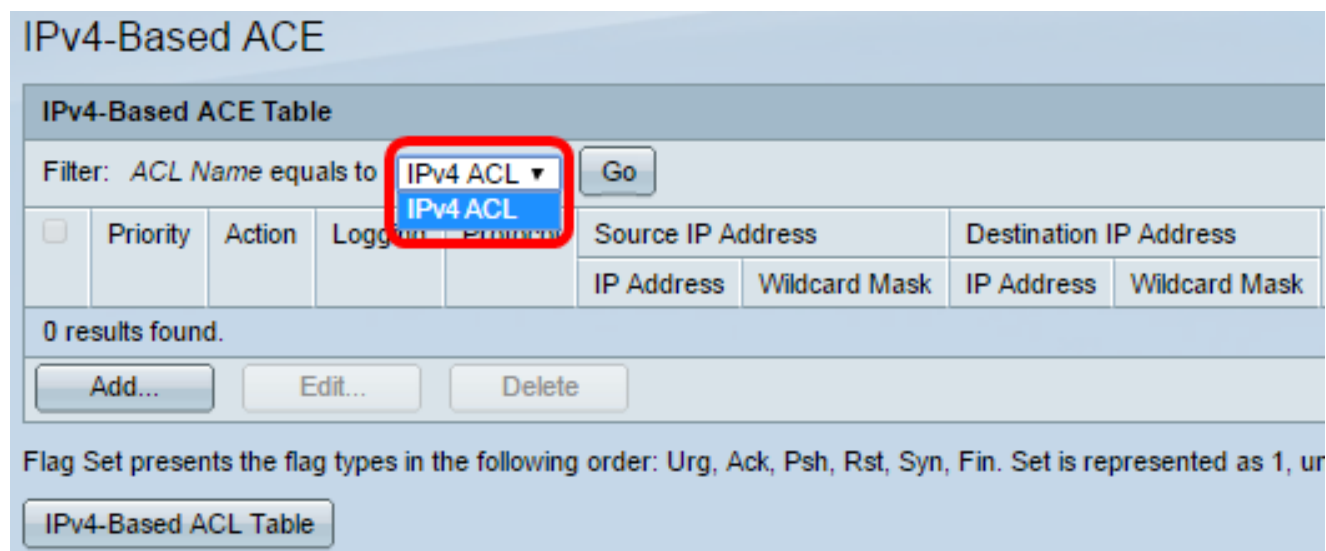 IPv4-Based ACE
IPv4-Based ACE Table
Filter: ACL Name equals to IPv4 ACL ▼ Go
IPv4 ACL
Priority Action Logging Protocol Source IP Address Destination IP Address
IP Address Wildcard Mask IP Address Wildcard Mask
0 results found.
Add... Edit... Delete
Flag Set presents the flag types in the following order: Urg, Ack, Psh, Rst, Syn, Fin. Set is represented as 1,
IPv4-Based ACL Table